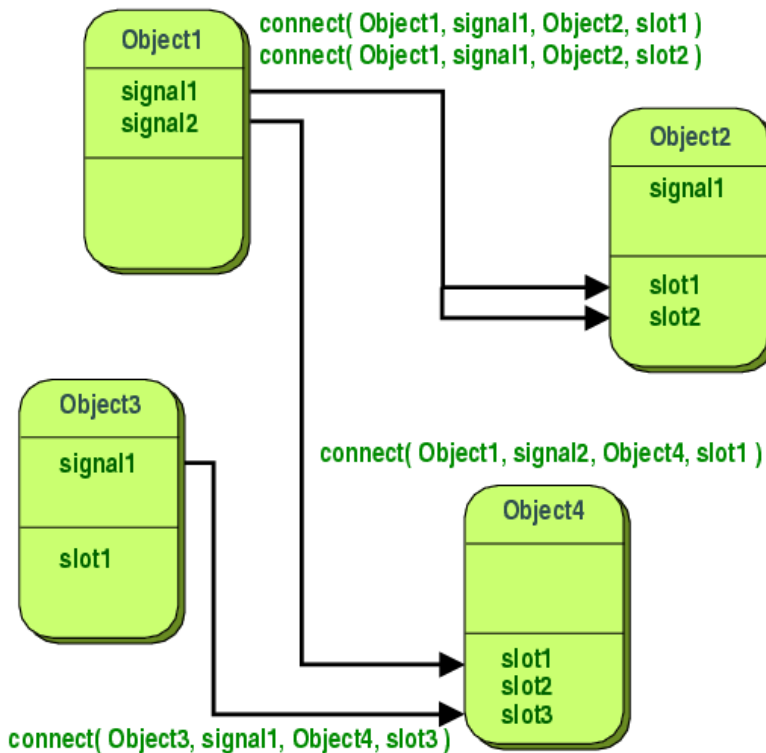 connect( Object1, signal1, Object2, slot1 )
connect( Object1, signal1, Object2, slot2 )
Object1
signal1
signal2
Object2
signal1
slot1
slot2
Object3
signal1
slot1
connect( Object1, signal2, Object4, slot1 )
Object4
slot1
slot2
slot3
connect( Object3, signal1, Object4, slot3 )